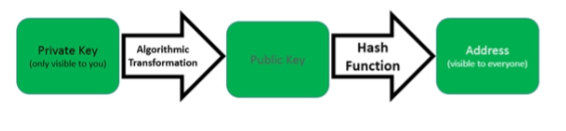 Private Key
(only visible to you)
Algorithmic
Transformation
Public Key
Hash
Function
Address
(visible to everyone)